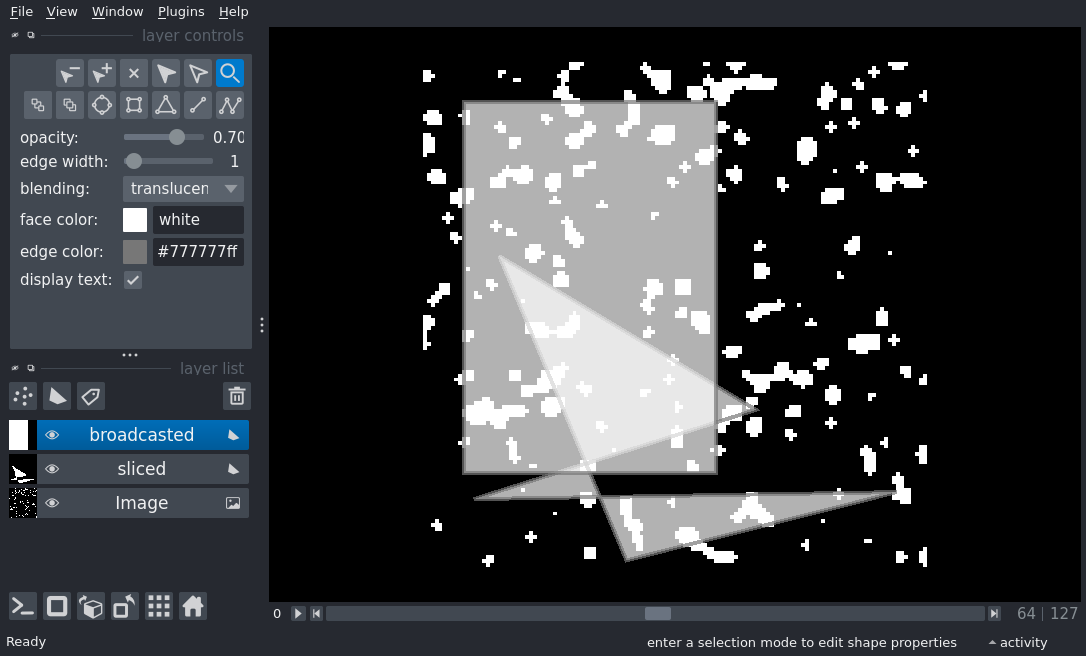 File View Window Plugins Help
layer controls
opacity: 0.70
edge width: 1
blending: translucen
face color: white
edge color: #777777ff
display text:
layer list
broadcasted
sliced
Image
0 64 | 127
Ready enter a selection mode to edit shape properties activity